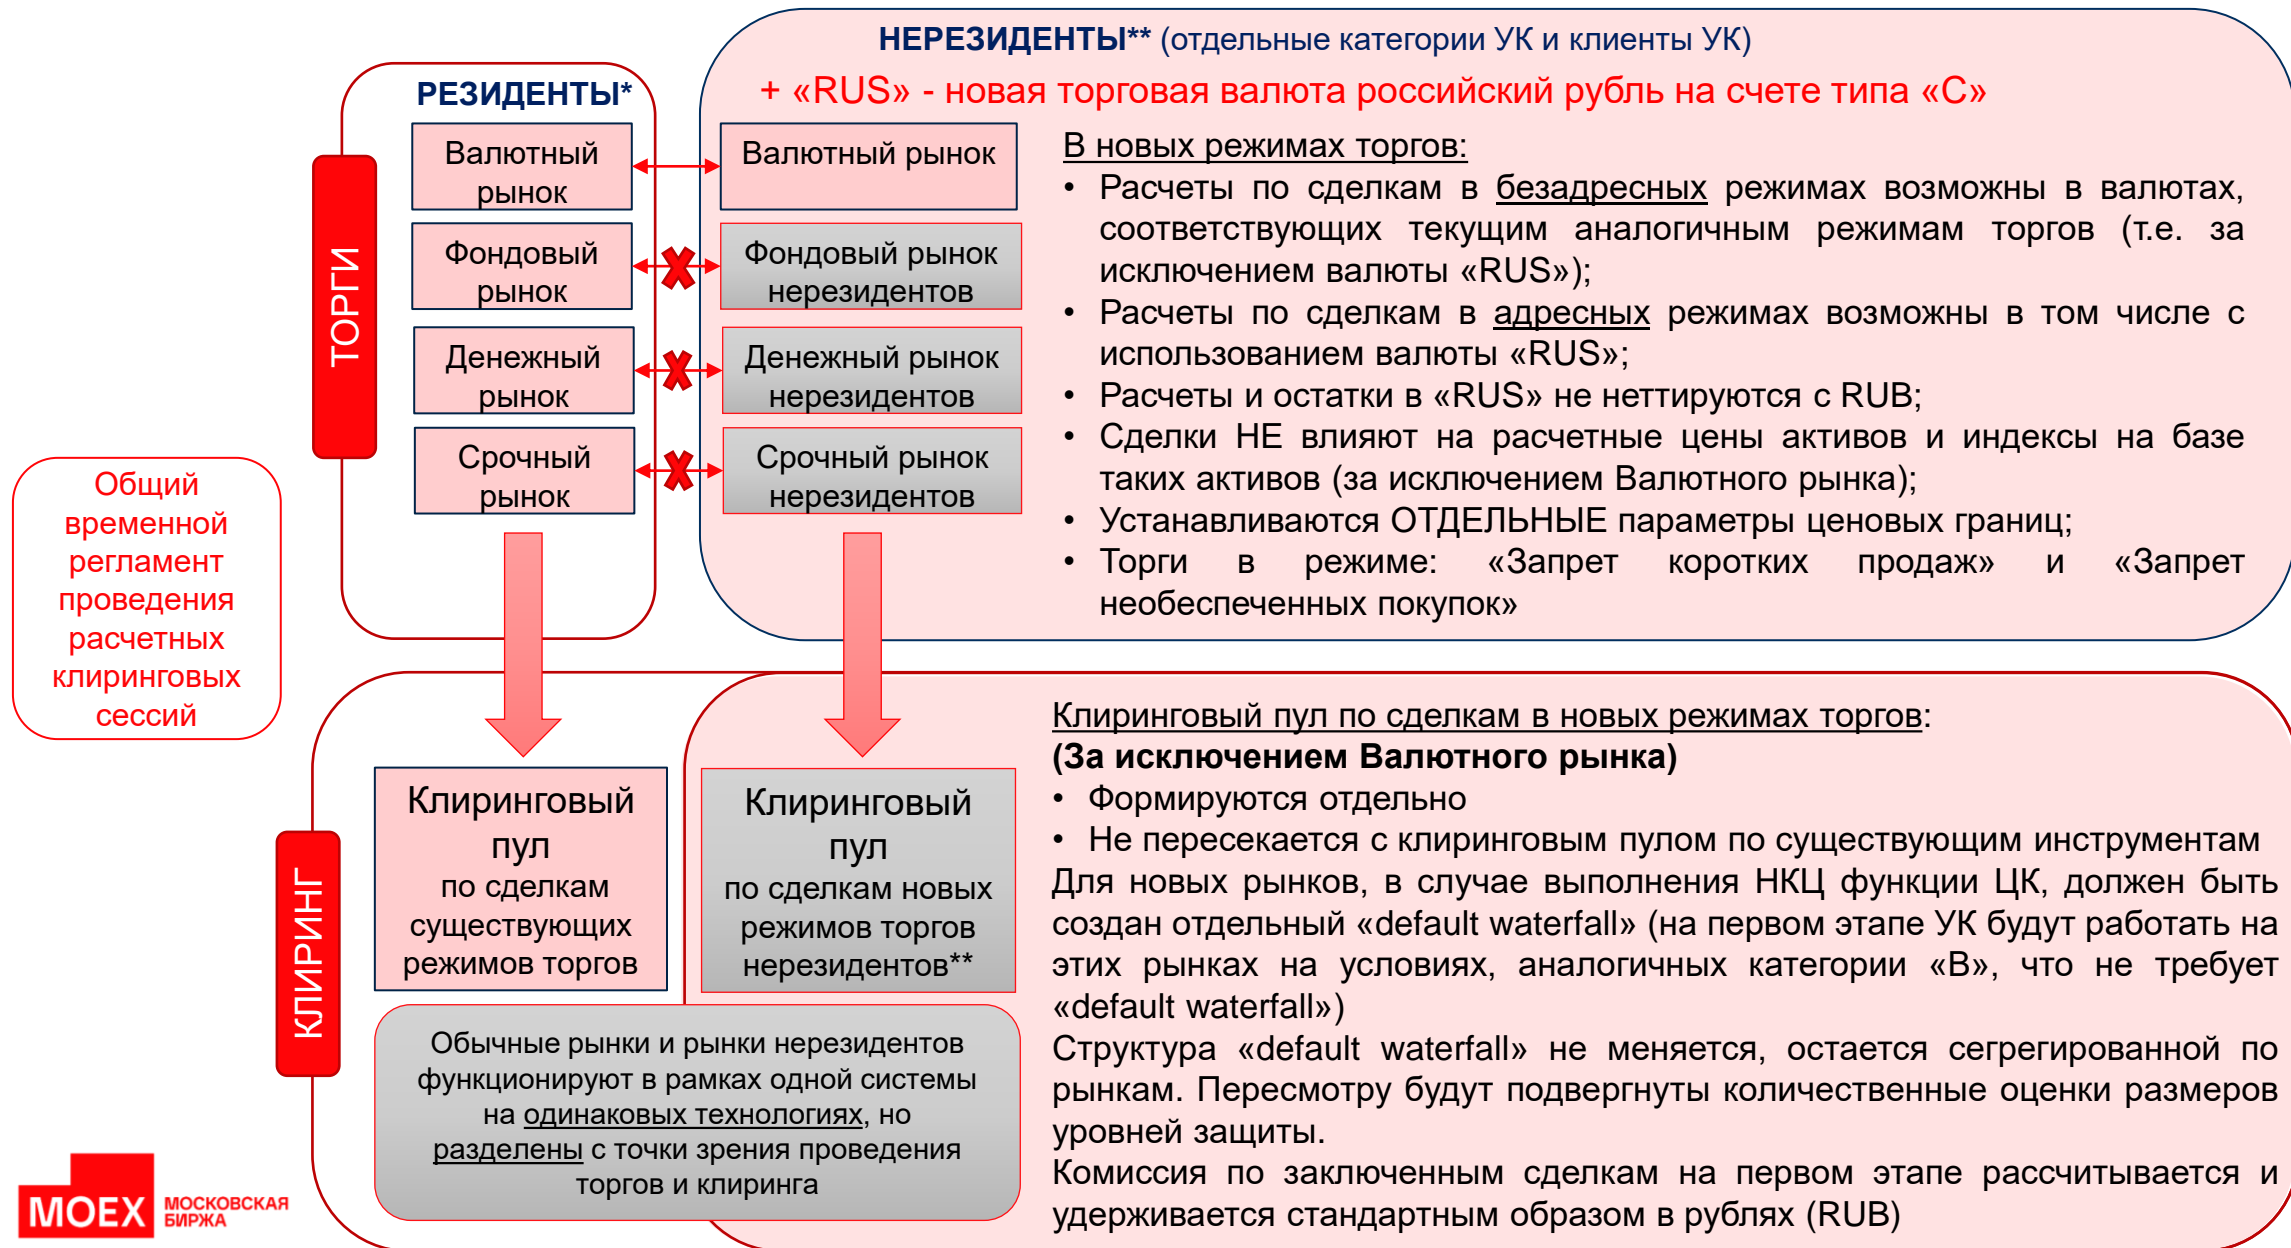 НЕРЕЗИДЕНТЫ** (отдельные категории УК и клиенты УК)
+ «RUS» - новая торговая валюта российский рубль на счете типа «С»
РЕЗИДЕНТЫ*
ТОРГИ
Валютный
рынок
Валютный рынок
Фондовый
рынок
Фондовый рынок
нерезидентов
Денежный
рынок
Денежный рынок
нерезидентов
Срочный
рынок
Срочный рынок
нерезидентов
В новых режимах торгов:
• Расчеты по сделкам в безадресных режимах возможны в валютах,
соответствующих текущим аналогичным режимам торгов (т.е. за
исключением валюты «RUS»);
• Расчеты по сделкам в адресных режимах возможны в том числе с
использованием валюты «RUS»;
• Расчеты и остатки в «RUS» не неттируются с RUB;
• Сделки НЕ влияют на расчетные цены активов и индексы на базе
таких активов (за исключением Валютного рынка);
• Устанавливаются ОТДЕЛЬНЫЕ параметры ценовых границ;
• Торги в режиме: «Запрет коротких продаж» и «Запрет
необеспеченных покупок»
Общий
временной
регламент
проведения
расчетных
клиринговых
сессий
КЛИРИНГ
Клиринговый
пул
по сделкам
существующих
режимов торгов
Клиринговый
пул
по сделкам новых
режимов торгов
нерезидентов**
Обычные рынки и рынки нерезидентов
функционируют в рамках одной системы
на одинаковых технологиях, но
разделены с точки зрения проведения
торгов и клиринга
Клиринговый пул по сделкам в новых режимах торгов:
(За исключением Валютного рынка)
• Формируются отдельно
• Не пересекается с клиринговым пулом по существующим инструментам
Для новых рынков, в случае выполнения НКЦ функции ЦК, должен быть
создан отдельный «default waterfall» (на первом этапе УК будут работать на
этих рынках на условиях, аналогичных категории «В», что не требует
«default waterfall»)
Структура «default waterfall» не меняется, остается сегрегированной по
рынкам. Пересмотру будут подвергнуты количественные оценки размеров
уровней защиты.
Комиссия по заключенным сделкам на первом этапе рассчитывается и
удерживается стандартным образом в рублях (RUB)
MOEX
МОСКОВСКАЯ
БИРЖА